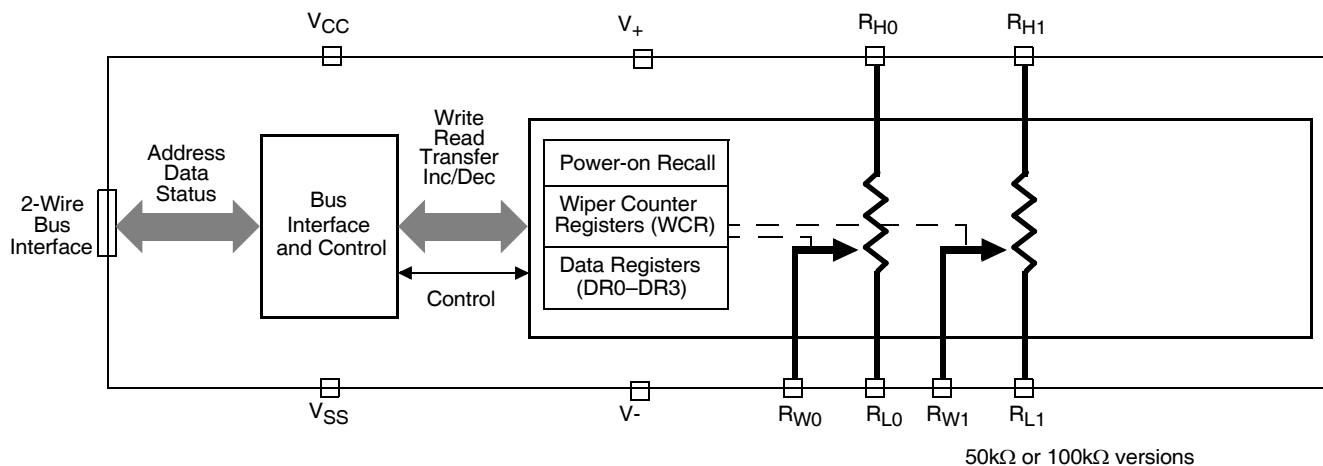 VCC
V+
RH0
RH1
2-Wire
Bus
Interface
Address
Data
Status
Bus
Interface
and Control
Write
Read
Transfer
Inc/Dec
Control
Power-on Recall
Wiper Counter
Registers (WCR)
Data Registers
(DR0–DR3)
VSS
V-
RW0
RL0
RW1
RL1
50kΩ or 100kΩ versions